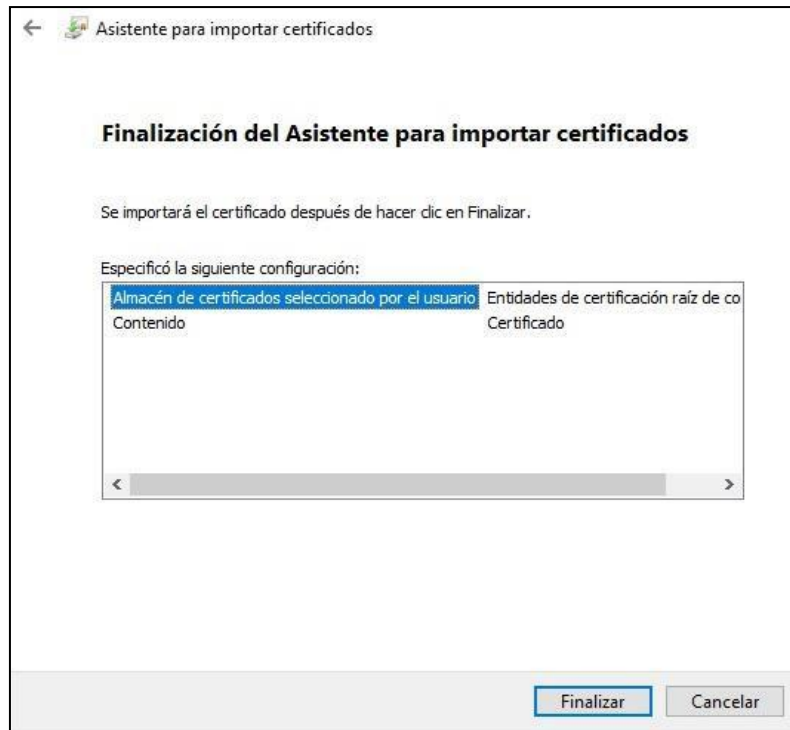 Asistente para importar certificados
Finalización del Asistente para importar certificados
Se importará el certificado después de hacer clic en Finalizar.
Especificó la siguiente configuración:
Almacén de certificados seleccionado por el usuario Entidades de certificación raíz de co
Contenido Certificado
Finalizar Cancelar